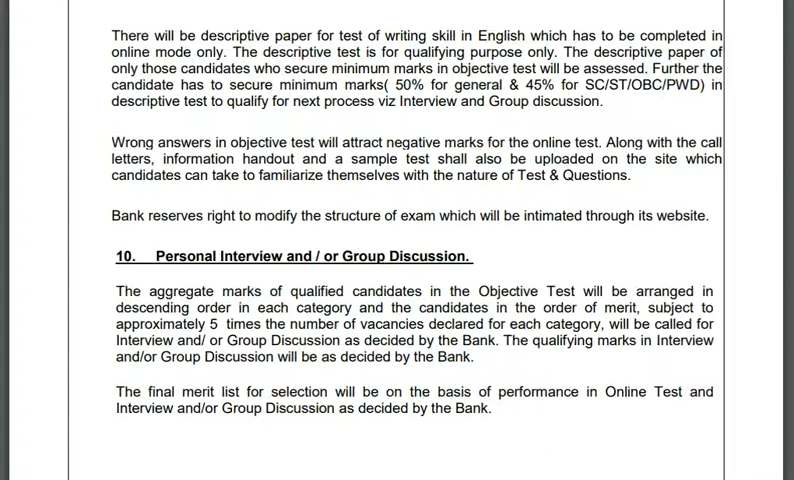 There will be descriptive paper for test of writing skill in English which has to be completed in
online mode only. The descriptive test is for qualifying purpose only. The descriptive paper of
only those candidates who secure minimum marks in objective test will be assessed. Further the
candidate has to secure minimum marks( 50% for general & 45% for SC/ST/OBC/PWD) in
descriptive test to qualify for next process viz Interview and Group discussion.
Wrong answers in objective test will attract negative marks for the online test. Along with the call
letters, information handout and a sample test shall also be uploaded on the site which
candidates can take to familiarize themselves with the nature of Test & Questions.
Bank reserves right to modify the structure of exam which will be intimated through its website.
10. Personal Interview and / or Group Discussion.
The aggregate marks of qualified candidates in the Objective Test will be arranged in
descending order in each category and the candidates in the order of merit, subject to
approximately 5 times the number of vacancies declared for each category, will be called for
Interview and/ or Group Discussion as decided by the Bank. The qualifying marks in Interview
and/or Group Discussion will be as decided by the Bank.
The final merit list for selection will be on the basis of performance in Online Test and
Interview and/or Group Discussion as decided by the Bank.